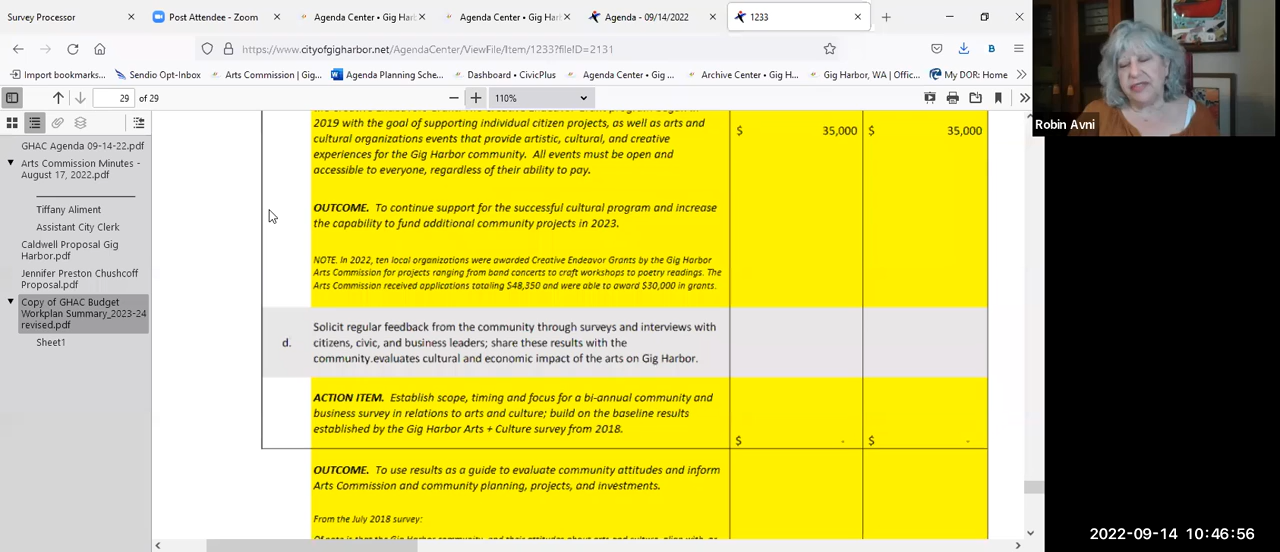 Survey Processor
Post Attendee - Zoom
Agenda Center • Gig Har
Agenda Center • Gig Har
Agenda - 09/14/2022
1233
https://www.cityofgigharbor.net/AgendaCenter/ViewFile/Item/1233?fileID=2131
Import bookmarks...
Sendio Opt-Inbox
Arts Commission | Gig...
Agenda Planning Sche...
Dashboard • CivicPlus
Agenda Center • Gig ...
Archive Center • Gig H...
Gig Harbor, WA | Offic...
My DOR: Home
29 of 29
110%
Robin Avni
GHAC Agenda 09-14-22.pdf
Arts Commission Minutes -
August 17, 2022.pdf
Tiffany Aliment
Assistant City Clerk
Caldwell Proposal Gig
Harbor.pdf
Jennifer Preston Chushcoff
Proposal.pdf
Copy of GHAC Budget
Workplan Summary_2023-24
revised.pdf
Sheet1
2019 with the goal of supporting individual citizen projects, as well as arts and
cultural organizations events that provide artistic, cultural, and creative
experiences for the Gig Harbor community. All events must be open and
accessible to everyone, regardless of their ability to pay.
$ 35,000 $ 35,000
OUTCOME. To continue support for the successful cultural program and increase
the capability to fund additional community projects in 2023.
NOTE. In 2022, ten local organizations were awarded Creative Endeavor Grants by the Gig Harbor
Arts Commission for projects ranging from band concerts to craft workshops to poetry readings. The
Arts Commission received applications totaling $48,350 and were able to award $30,000 in grants.
d.
Solicit regular feedback from the community through surveys and interviews with
citizens, civic, and business leaders; share these results with the
community.evaluates cultural and economic impact of the arts on Gig Harbor.
ACTION ITEM. Establish scope, timing and focus for a bi-annual community and
business survey in relations to arts and culture; build on the baseline results
established by the Gig Harbor Arts + Culture survey from 2018.
$ - $ -
OUTCOME. To use results as a guide to evaluate community attitudes and inform
Arts Commission and community planning, projects, and investments.
From the July 2018 survey:
2022-09-14 10:46:56